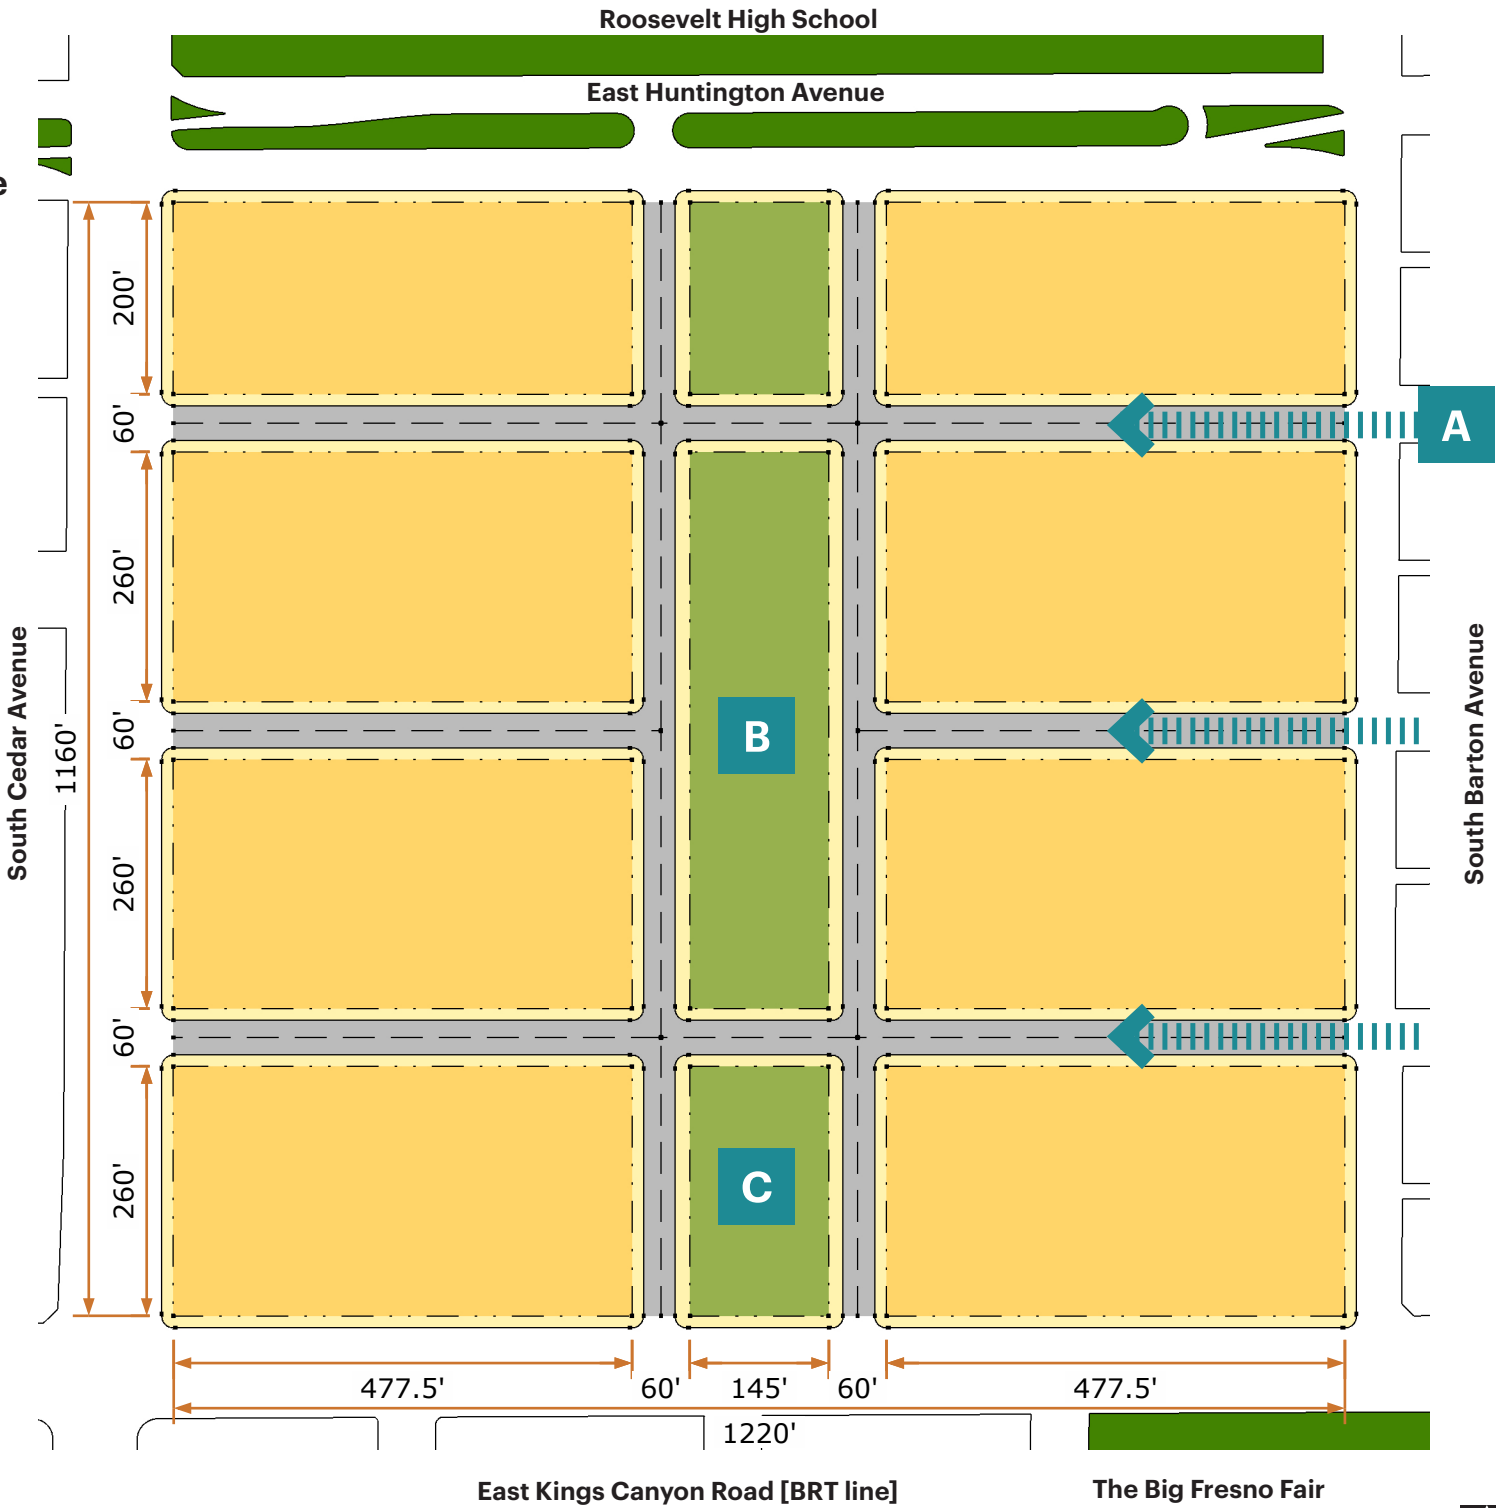 Roosevelt High School
East Huntington Avenue
e
200'
60'
A
260'
South Cedar Avenue
1160'
60'
B
South Barton Avenue
260'
60'
260'
C
477.5'
60'
145'
60'
477.5'
1220'
East Kings Canyon Road [BRT line]
The Big Fresno Fair